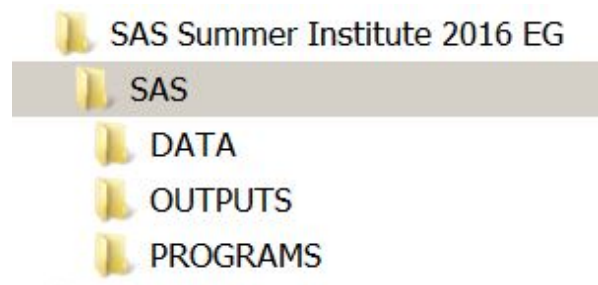 SAS Summer Institute 2016 EG
SAS
DATA
OUTPUTS
PROGRAMS